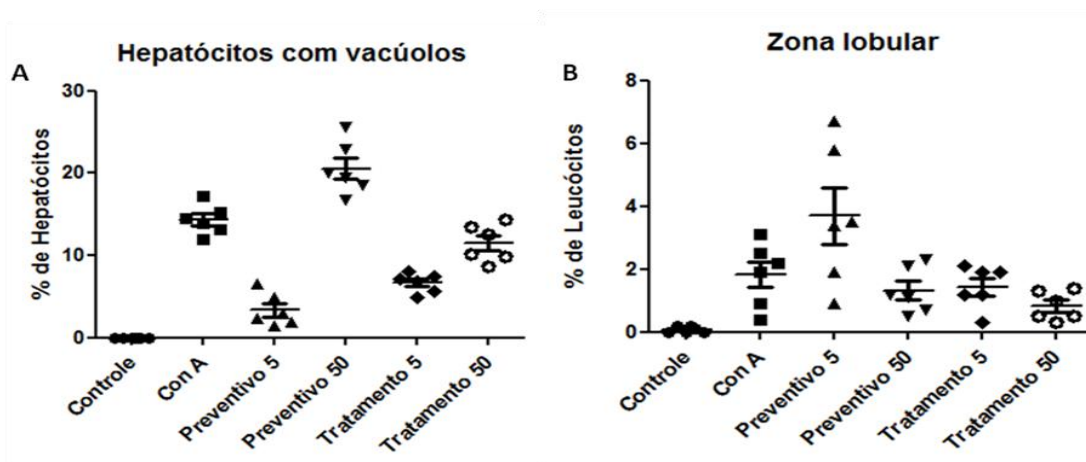 A
Hepatócitos com vacúolos
% de Hepatócitos
30
20
10
0
Controle
Con A
Preventivo 5
Preventivo 50
Tratamento 5
Tratamento 50
B
Zona lobular
% de Leucócitos
8
6
4
2
0
Controle
Con A
Preventivo 5
Preventivo 50
Tratamento 5
Tratamento 50